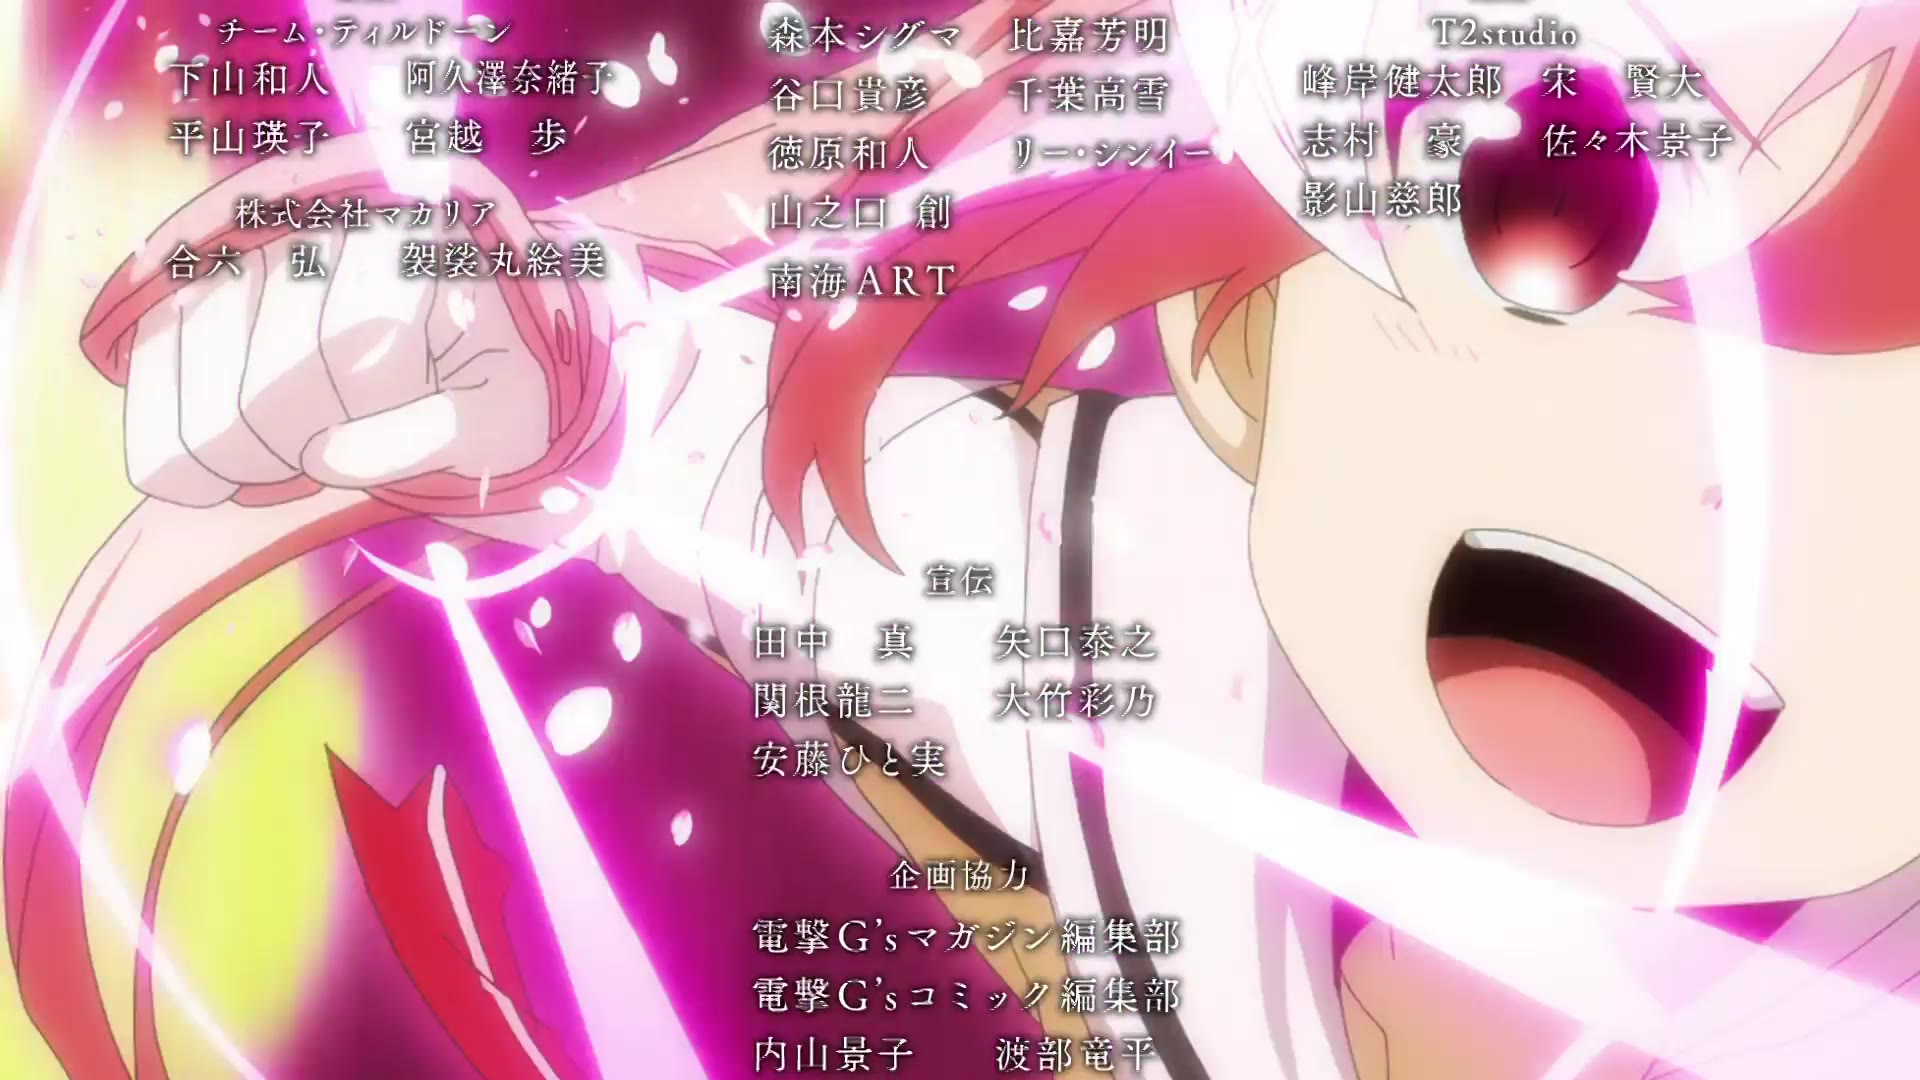 チーム・ティルドーン
下山和人　阿久澤奈緒子
平山瑛子　宮越　歩
株式会社マカリア
合六　弘　袈裟丸絵美
森本シグマ　比嘉芳明
谷口貴彦　千葉高雪
徳原和人　リー・シンイー
山之口 創
南海ART
T2studio
峰岸健太郎　宋　賢大
志村　豪　佐々木景子
影山慈郎
宣伝
田中　真　矢口泰之
関根龍二　大竹彩乃
安藤ひと実
企画協力
電撃G'sマガジン編集部
電撃G'sコミック編集部
内山景子　渡部竜平